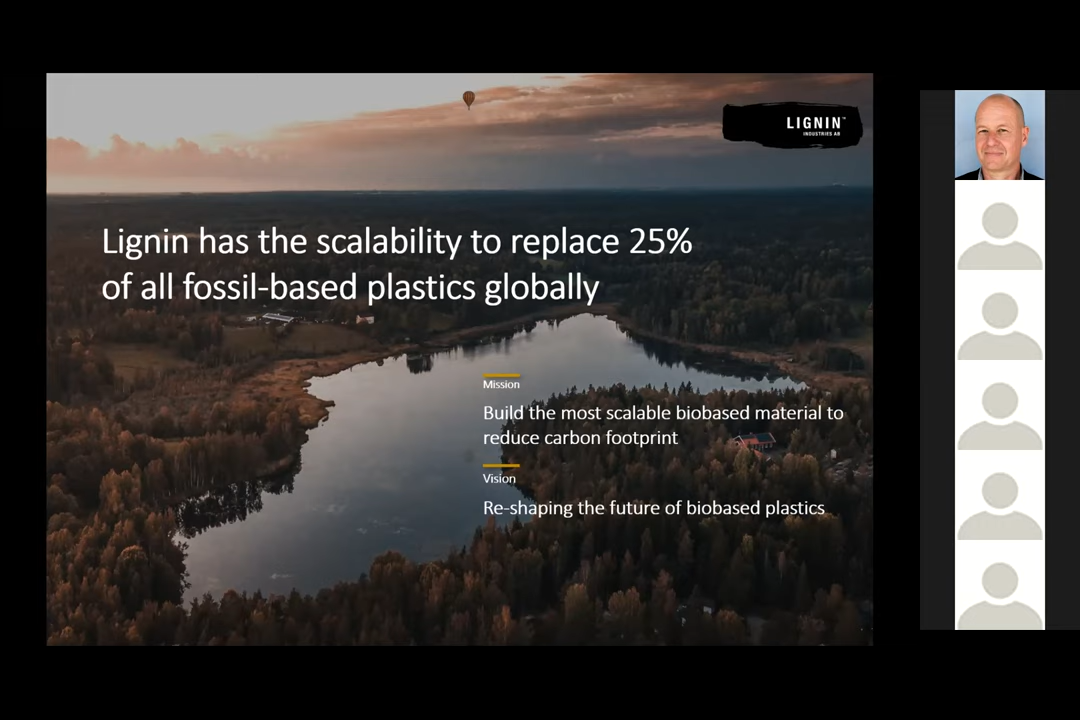 LIGNIN™
INDUSTRIES AB
Lignin has the scalability to replace 25%
of all fossil-based plastics globally
Mission
Build the most scalable biobased material to
reduce carbon footprint
Vision
Re-shaping the future of biobased plastics